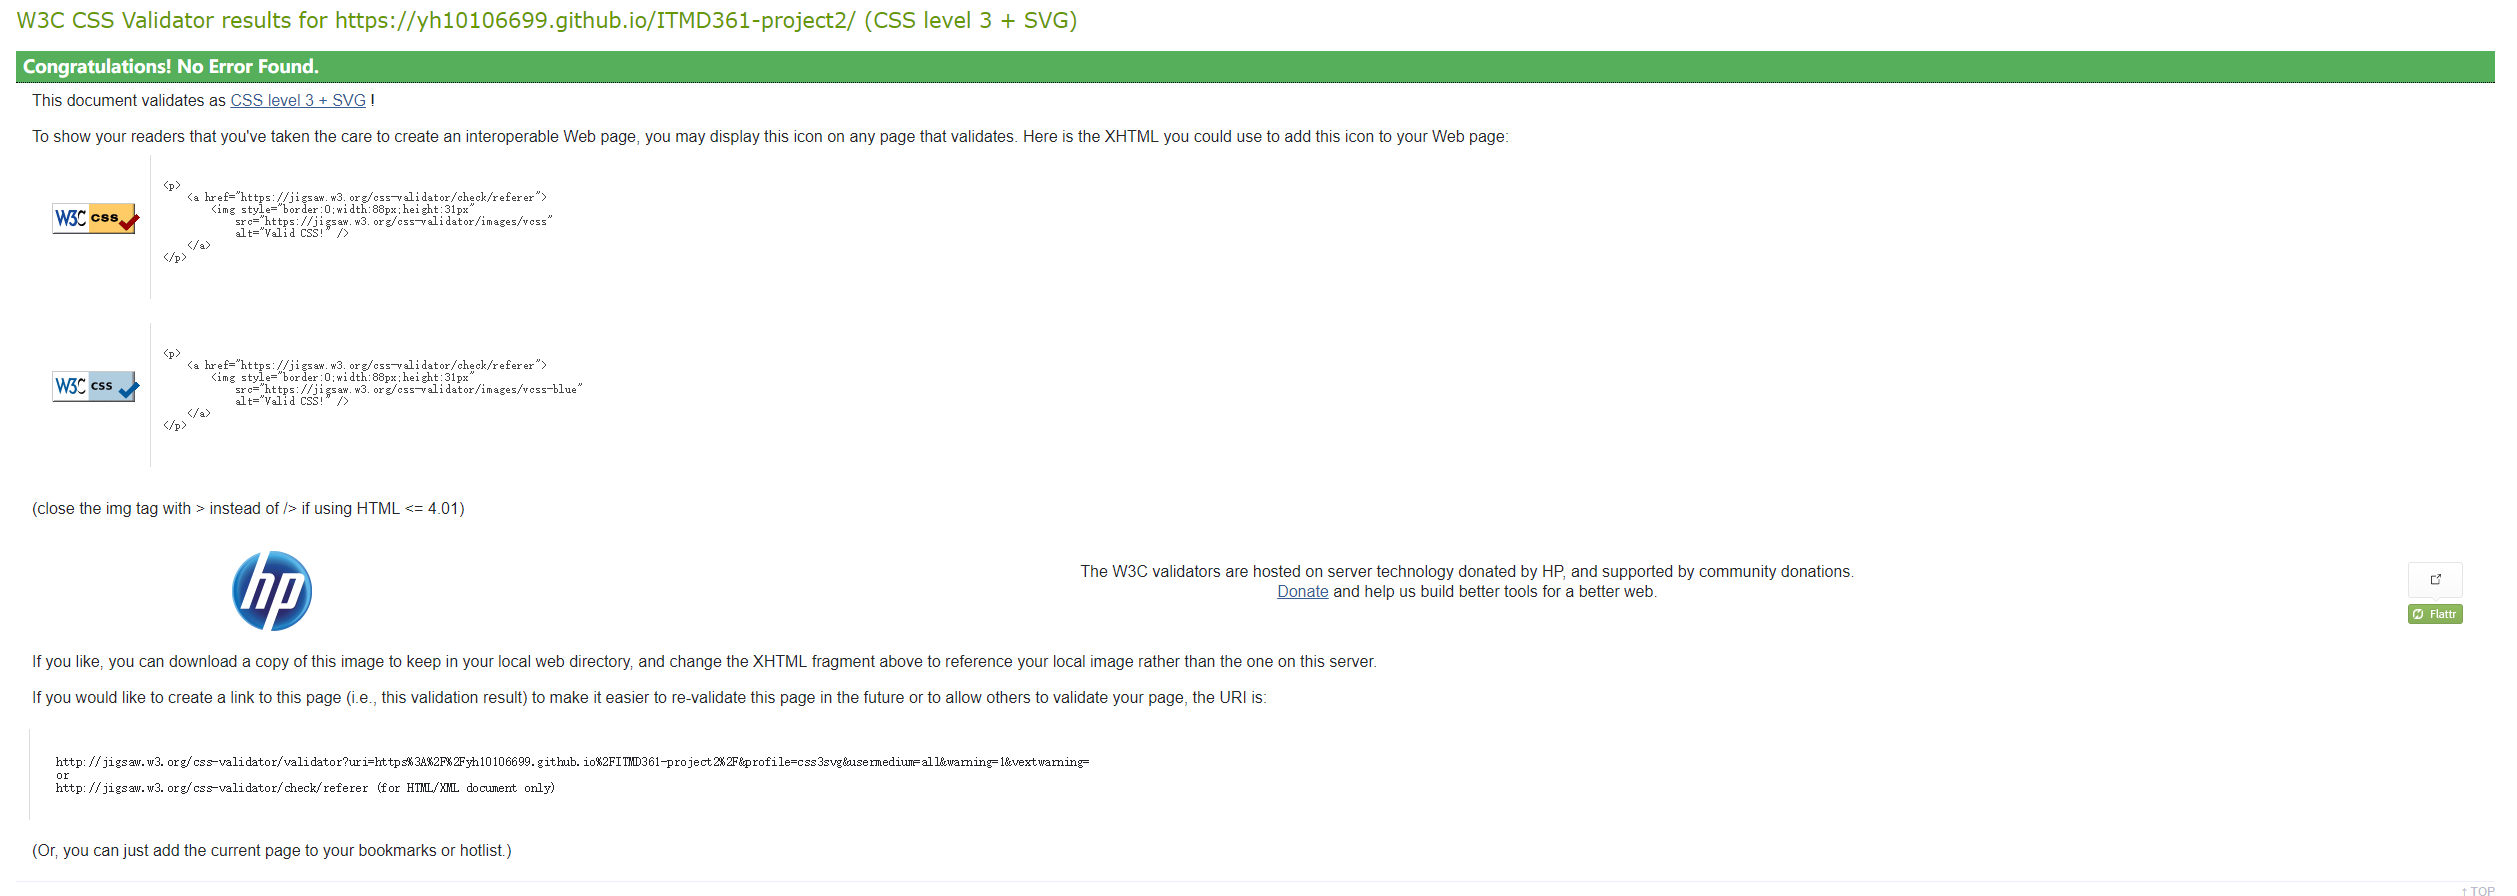 W3C CSS Validator results for https://yh10106699.github.io/ITMD361-project2/ (CSS level 3 + SVG)
Congratulations! No Error Found.
This document validates as CSS level 3 + SVG !
To show your readers that you've taken the care to create an interoperable Web page, you may display this icon on any page that validates. Here is the XHTML you could use to add this icon to your Web page:
W3C css
<p>
<a href="https://jigsaw.w3.org/css-validator/check/referer">
<img style="border:0;width:88px;height:31px"
src="https://jigsaw.w3.org/css-validator/images/vcss"
alt="Valid CSS!" />
</a>
</p>
W3C css
<p>
<a href="https://jigsaw.w3.org/css-validator/check/referer">
<img style="border:0;width:88px;height:31px"
src="https://jigsaw.w3.org/css-validator/images/vcss-blue"
alt="Valid CSS!" />
</a>
</p>
(close the img tag with > instead of /> if using HTML <= 4.01)
hp
The W3C validators are hosted on server technology donated by HP, and supported by community donations.
Donate and help us build better tools for a better web.
Flattr
If you like, you can download a copy of this image to keep in your local web directory, and change the XHTML fragment above to reference your local image rather than the one on this server.
If you would like to create a link to this page (i.e., this validation result) to make it easier to re-validate this page in the future or to allow others to validate your page, the URI is:
http://jigsaw.w3.org/css-validator/validator?uri=https%3A%2F%2Fyh10106699.github.io%2FITMD361-project2%2F&profile=css3svg&usermedium=all&warning=1&vextwarning=
or
http://jigsaw.w3.org/css-validator/check/referer (for HTML/XML document only)
(Or, you can just add the current page to your bookmarks or hotlist.)
↑ TOP